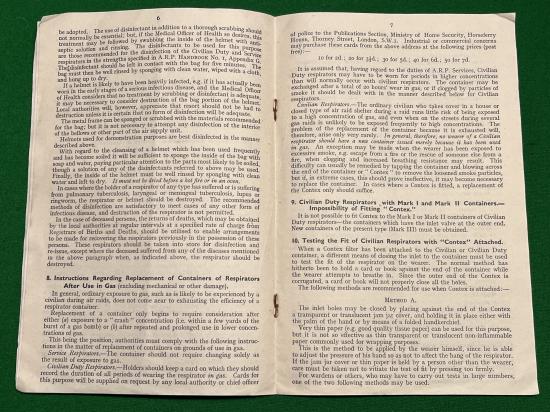 6
be adopted. The use of disinfectant in addition to a thorough scrubbing should
not normally be essential; but, if the Medical Officer of Health so desires, this
treatment may be followed by swabbing the inside of the helmet with anti-
septic solution and rinsing. The disinfectants to be used for this purpose
are those recommended for the disinfection of the Civilian and Service
respirators in the strengths specified in A.R.P. HANDBOOK NO. 1, Appendix C.
The disinfectant should be left in contact with the bag for five minutes. The
bag must then be well rinsed by sponging with clean water, wiped with a cloth,
and hung up to dry.
If a helmet is likely to have been heavily infected, e.g. if it has actually been
worn in the early stages of a serious infectious disease, and the Medical Officer
of Health considers that no treatment by scrubbing or disinfectant is adequate,
it may be necessary to consider destruction of the bag portion of the helmet.
Local authorities will, however, appreciate that resort should not be had to
destruction unless it is certain that no form of disinfection would be adequate.
The metal frame can be sponged or scrubbed with the materials recommended
for the bag; but it is not necessary to attempt any disinfection of the interior
of the bellows or other part of the air supply unit.
Helmets used for demonstration purposes are best disinfected in the manner
described above.
With regard to the cleansing of a helmet which has been used frequently
and has become soiled it will be sufficient to sponge the inside of the bag with
soap and water, paying particular attention to the parts most likely to be soiled,
though a solution of any of the disinfectants referred to above may be used.
Finally, the inside of the helmet must be well rinsed by sponging with clean
water and left to dry. It must not be dried before a hot fire or in an oven.
In cases where the holder of a respirator of any type has suffered or is suffering
from pulmonary tuberculosis, laryngeal or meningeal tuberculosis, lupus or
ringworm, the respirator or helmet should be destroyed. The recommended
methods of disinfection are satisfactory to meet cases of any other form of
infectious disease, and destruction of the respirator is not permitted.
In the case of deceased persons, the returns of deaths, which may be obtained
by the local authorities at regular intervals at a specified rate of charge from
Registrars of Births and Deaths, should be utilised to enable arrangements
to be made for recovering the respirators previously in the possession of these
persons. These respirators should be taken into store for disinfection and
re-issue, except where the deceased suffered from any of the diseases mentioned
in the above paragraph when, as indicated above, the respirator should be
destroyed.
8. Instructions Regarding Replacement of Containers of Respirators
After Use in Gas (excluding mechanical or other damage).
In general, ordinary exposure to gas, such as is likely to be experienced by a
civilian during air raids, does not come near to exhausting the efficiency of a
respirator container.
Replacement of a container only begins to require consideration after
either (a) exposure to a "crash" concentration (i.e. within a few yards of the
burst of a gas bomb) or (b) after repeated and prolonged use in lower concen-
trations of gas.
This being the position, authorities must comply with the following instruc-
tions in the matter of replacement of containers on grounds of use in gas.
Service Respirators.—The container should not require changing solely as
the result of exposure to gas.
Civilian Duty Respirators.—Holders should keep a card on which they should
record the duration of all periods of wearing the respirator in gas. Cards for
this purpose will be supplied on request by any local authority or chief officer
7
of police to the Publications Section, Ministry of Home Security, Horseferry
House, Thorney Street, London, S.W.1. Industrial or commercial concerns
may purchase these cards from the above address at the following prices (post
free):—
10 for 2d.; 20 for 3½d.; 30 for 5d.; 40 for 6d.; 50 for 7d.
It is assumed that, having regard to the duties of A.R.P. Services, Civilian
Duty respirators may have to be worn for periods in higher concentrations
than will normally occur with civilian respirators. The container may be
exchanged after a total of 20 hours' wear in gas, or if clogged by particles of
smoke it should be dealt with in the manner described below for Civilian
respirators.
Civilian Respirators.—The ordinary civilian who takes cover in a house or
closed type of air raid shelter during a raid runs little risk of being exposed
to a high concentration of gas, and even when on the streets during several
gas raids is unlikely to be exposed frequently to high concentrations. The
problem of the replacement of the container because it is exhausted will,
therefore, arise only very rarely. In general, therefore, no wearer of a Civilian
respirator should have a new container issued merely because it has been used
in gas. An exception may be made when the wearer has been exposed to
excessive smoke, e.g. escape from a fire or the rescue of someone else from a
fire, when clogging and increased breathing resistance may result. This
difficulty can usually be remedied by tapping the container and blowing into
the end of the container or "Contex" to remove the loosened smoke particles,
but if, in extreme cases, this should prove ineffective, it may become necessary
to replace the container. In cases where a Contex is fitted, a replacement of
the Contex only should suffice.
9. Civilian Duty Respirators with Mark I and Mark II Containers.—
Impossibility of Fitting "Contex."
It is not possible to fit Contex to the Mark I or Mark II containers of Civilian
Duty respirators—the containers which have the inlet valve at the outer end.
New containers of the present type (Mark III) must be obtained.
10. Testing the Fit of Civilian Respirators with "Contex" Attached.
When a Contex filter has been attached to the Civilian or Civilian Duty
container, a different means of closing the inlet to the container must be used
to test the fit of the respirator on the wearer. The normal method has
hitherto been to hold a card or book against the end of the container while
the wearer attempts to breathe in. Since the outer end of the Contex is
corrugated, a card or book will not properly close all the holes.
The following methods are recommended for use when Contex is attached:—
METHOD A.
The inlet holes may be closed by placing against the end of the Contex
a transparent or translucent jam jar cover, and holding it in place either with
the palm of the hand or by means of a folded handkerchief.
Very thin paper (e.g. good quality tissue paper) can be used for this purpose,
but it is not so effective as thin transparent or translucent non-inflammable
paper commonly used for wrapping purposes.
This is the method to be applied by the wearer himself, since he is able
to adjust the pressure of his hand so as not to affect the hang of the respirator.
If the jam jar cover or thin paper is held by a person other than the wearer,
care must be taken not to vitiate the test of fit by pressing too firmly.
For wardens or others, who may have to carry out tests in large numbers,
one of the two following methods may be used.